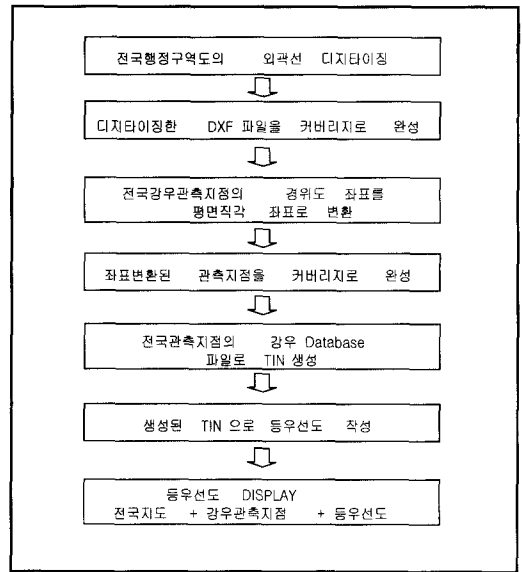 전국행정구역도의 외곽선 디지타이징
디지타이징한 DXF 파일을 커버리지로 완성
전국강우관측지점의 경위도 좌표를
평면직각 좌표로 변환
좌표변환된 관측지점을 커버리지로 완성
전국관측지점의 강우 Database
파일로 TIN 생성
생성된 TIN 으로 등우선도 작성
등우선도 DISPLAY
전국지도 + 강우관측지점 + 등우선도